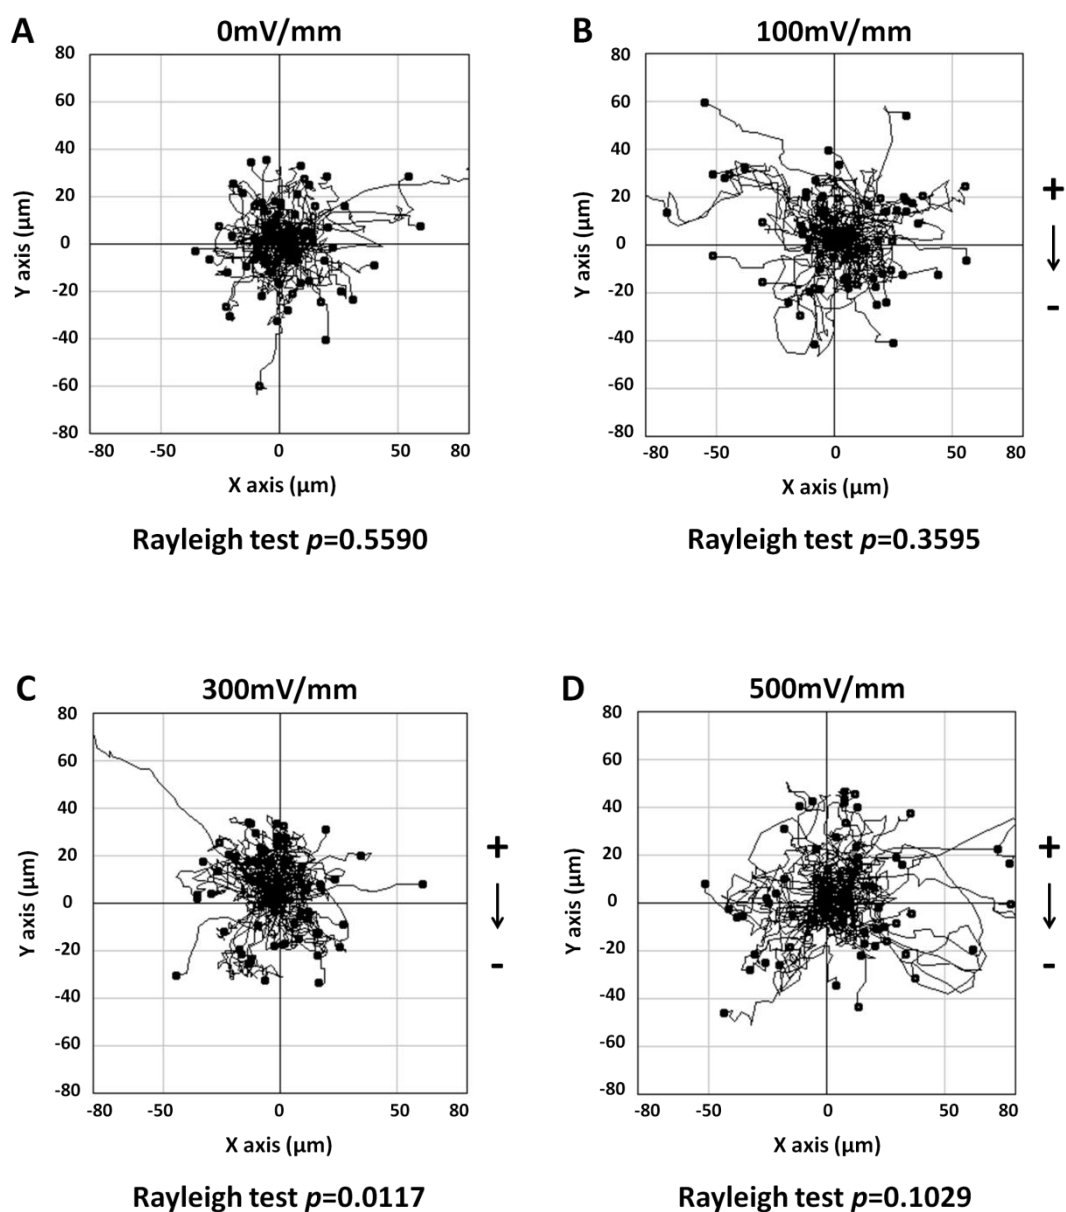 A
0mV/mm
80
60
40
20
0
-20
-40
-60
-80
Y axis (µm)
-80 -50 0 50 80
X axis (µm)
Rayleigh test p=0.5590
B
100mV/mm
80
60
40
20
0
-20
-40
-60
-80
Y axis (µm)
-80 -50 0 50 80
X axis (µm)
+
-
Rayleigh test p=0.3595
C
300mV/mm
80
60
40
20
0
-20
-40
-60
-80
Y axis (µm)
-80 -50 0 50 80
X axis (µm)
+
-
Rayleigh test p=0.0117
D
500mV/mm
80
60
40
20
0
-20
-40
-60
-80
Y axis (µm)
-80 -50 0 50 80
X axis (µm)
+
-
Rayleigh test p=0.1029